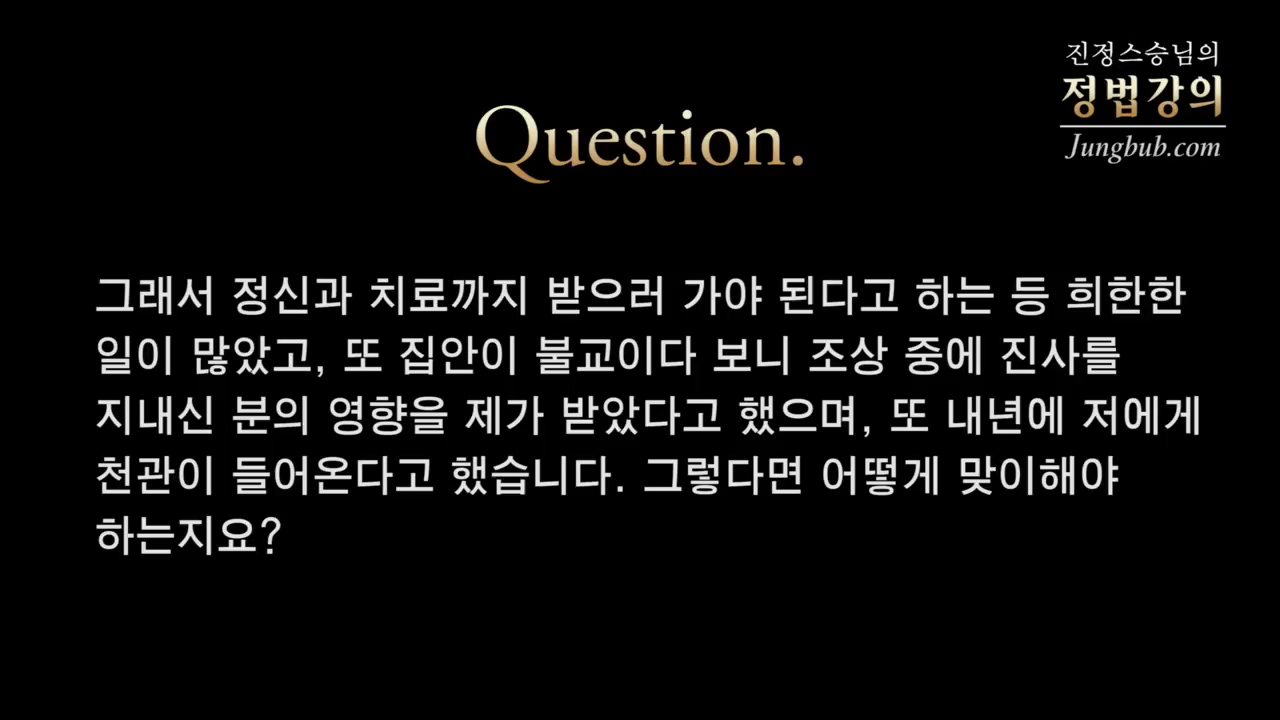 진정스승님의
정법강의
Jungbub.com
Question.
그래서 정신과 치료까지 받으러 가야 된다고 하는 등 희한한
일이 많았고, 또 집안이 불교이다 보니 조상 중에 진사를
지내신 분의 영향을 제가 받았다고 했으며, 또 내년에 저에게
천관이 들어온다고 했습니다. 그렇다면 어떻게 맞이해야
하는지요?